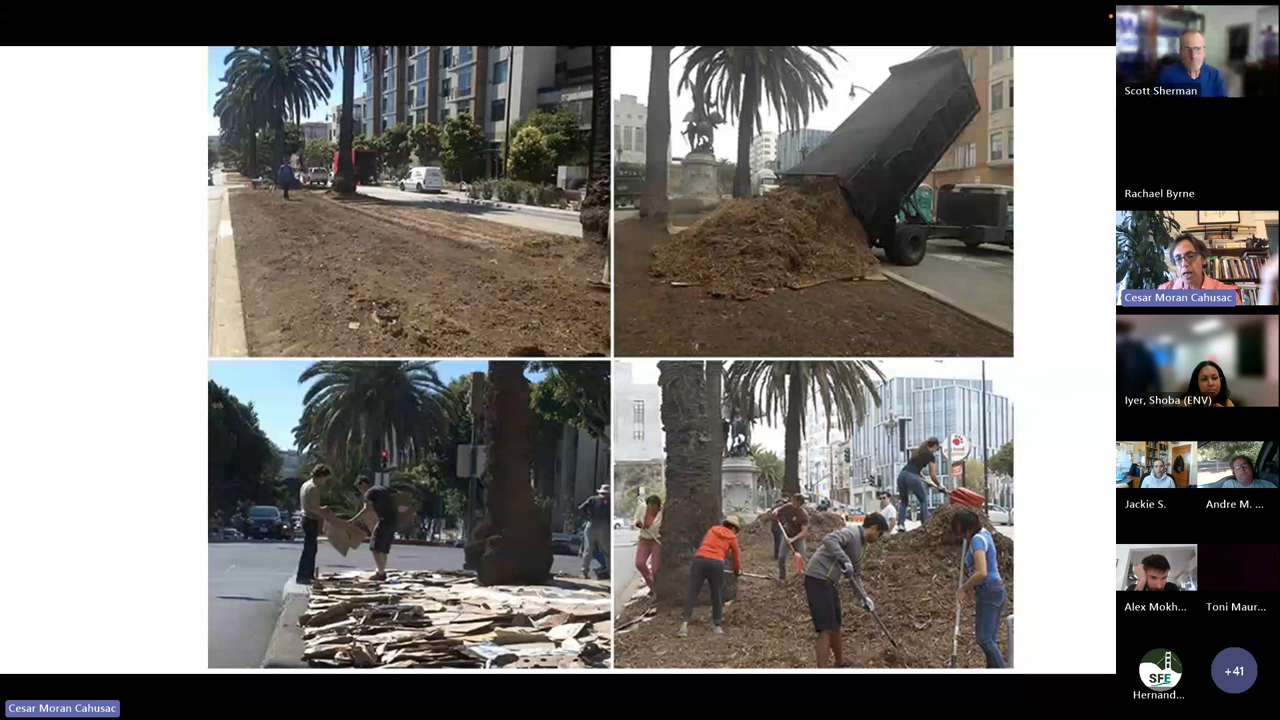 Scott Sherman
Rachael Byrne
Cesar Moran Cahusac
Iyer, Shoba (ENV)
Jackie S.
Andre M. ...
Alex Mokh...
Toni Maur...
SFE
Hernand...
+41
Cesar Moran Cahusac